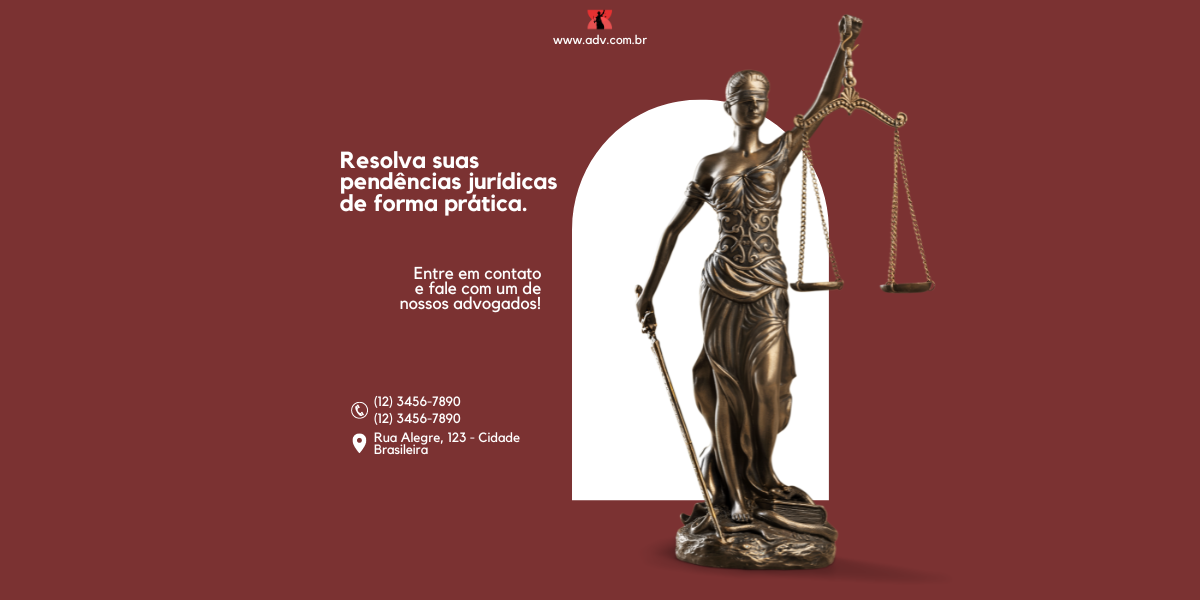 www.adv.com.br
Resolva suas
pendências jurídicas
de forma prática.
Entre em contato
e fale com um de
nossos advogados!
(12) 3456-7890
(12) 3456-7890
Rua Alegre, 123 - Cidade
Brasileira